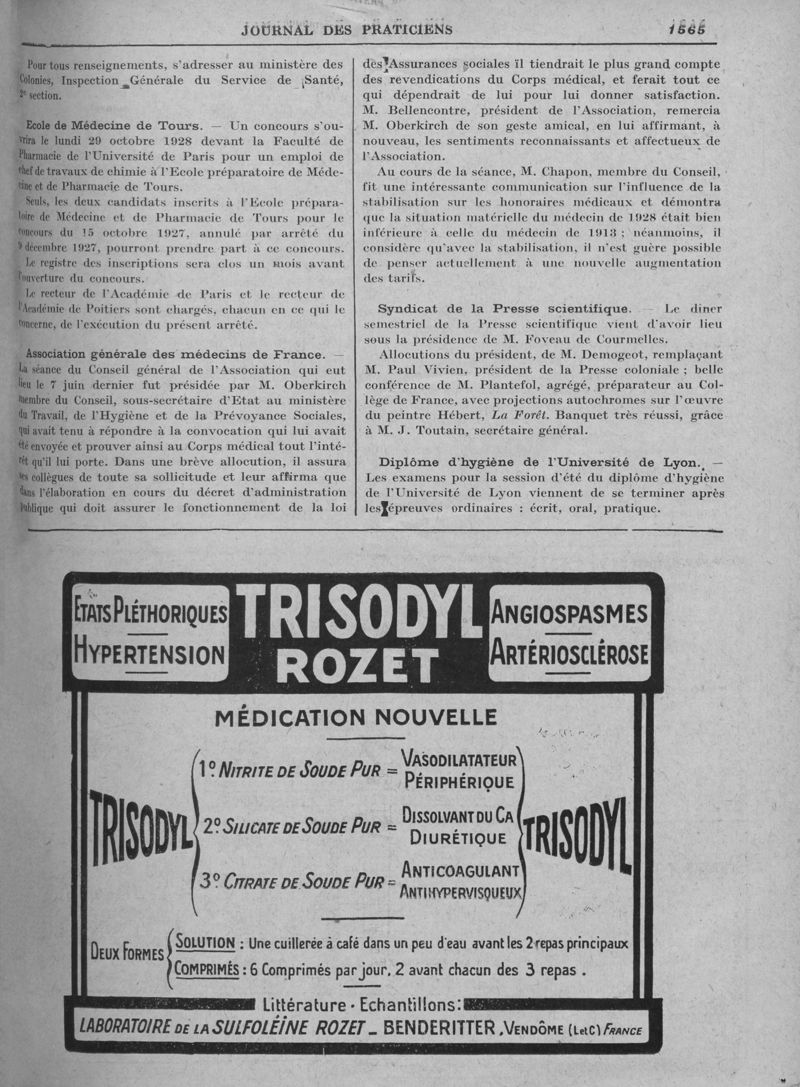 JOURNAL DES PRATICIENS
1565
Pour tous renseignements, s'adresser au ministère des
Colonies, Inspection Générale du Service de Santé,
2e section.
Ecole de Médecine de Tours. — Un concours s'ou-
vrira le lundi 29 octobre 1928 devant la Faculté de
Pharmacie de l'Université de Paris pour un emploi de
chef de travaux de chimie à l'Ecole préparatoire de Méde-
cine et de Pharmacie de Tours.
Seuls, les deux candidats inscrits à l'Ecole prépara-
toire de Médecine et de Pharmacie de Tours pour le
concours du 15 octobre 1927, annulé par arrêté du
9 décembre 1927, pourront prendre part à ce concours.
Le registre des inscriptions sera clos un mois avant
l'ouverture du concours.
Le recteur de l'Académie de Paris et le recteur de
l'Académie de Poitiers sont chargés, chacun en ce qui le
concerne, de l'exécution du présent arrêté.
Association générale des médecins de France. —
La séance du Conseil général de l'Association qui eut
lieu le 7 juin dernier fut présidée par M. Oberkirch
membre du Conseil, sous-secrétaire d'Etat au ministère
du Travail, de l'Hygiène et de la Prévoyance Sociales,
qui avait tenu à répondre à la convocation qui lui avait
été envoyée et prouver ainsi au Corps médical tout l'inté-
rêt qu'il lui porte. Dans une brève allocution, il assura
ses collègues de toute sa sollicitude et leur affirma que
dans l'élaboration en cours du décret d'administration
publique qui doit assurer le fonctionnement de la loi
des Assurances sociales il tiendrait le plus grand compte
des revendications du Corps médical, et ferait tout ce
qui dépendrait de lui pour lui donner satisfaction.
M. Bellencontre, président de l'Association, remercia
M. Oberkirch de son geste amical, en lui affirmant, à
nouveau, les sentiments reconnaissants et affectueux de
l'Association.
Au cours de la séance, M. Chapon, membre du Conseil,
fit une intéressante communication sur l'influence de la
stabilisation sur les honoraires médicaux et démontra
que la situation matérielle du médecin de 1928 était bien
inférieure à celle du médecin de 1913 ; néanmoins, il
considère qu'avec la stabilisation, il n'est guère possible
de penser actuellement à une nouvelle augmentation
des tarifs.
Syndicat de la Presse scientifique. — Le diner
semestriel de la Presse scientifique vient d'avoir lieu
sous la présidence de M. Foveau de Courmelles.
Allocutions du président, de M. Demogeot, remplaçant
M. Paul Vivien, président de la Presse coloniale ; belle
conférence de M. Plantefol, agrégé, préparateur au Col-
lège de France, avec projections autochromes sur l'œuvre
du peintre Hébert, La Forêt. Banquet très réussi, grâce
à M. J. Toutain, secrétaire général.
Diplôme d'hygiène de l'Université de Lyon. —
Les examens pour la session d'été du diplôme d'hygiène
de l'Université de Lyon viennent de se terminer après
les épreuves ordinaires : écrit, oral, pratique.
ETATS PLÉTHORIQUES
HYPERTENSION
TRISODYL
ROZET
ANGIOSPASMES
ARTÉRIOSCLÉROSE
MÉDICATION NOUVELLE
TRISODYL
1º NITRITE DE SOUDE PUR = VASODILATATEUR PÉRIPHÉRIQUE
2º SILICATE DE SOUDE PUR = DISSOLVANT DU CA DIURÉTIQUE
3º CITRATE DE SOUDE PUR = ANTICOAGULANT ANTIHYPERVISQUEUX
TRISODYL
DEUX FORMES
SOLUTION : Une cuillerée à café dans un peu d'eau avant les 2 repas principaux
COMPRIMÉS : 6 Comprimés par jour, 2 avant chacun des 3 repas .
Littérature · Echantillons:
LABORATOIRE DE LA SULFOLÉÏNE ROZET _ BENDERITTER , VENDÔME (L et C) FRANCE